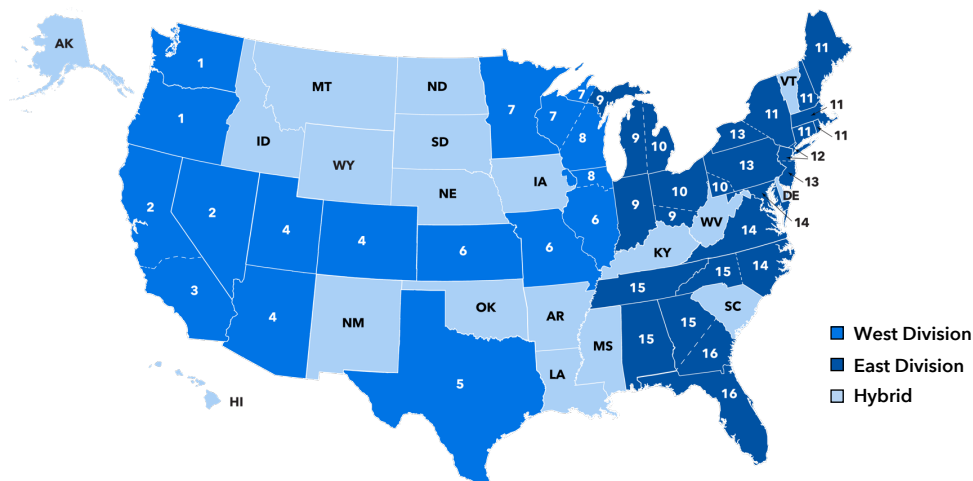 AK
1
MT
ND
7
7
9
11
VT
11
11
1
ID
SD
7
8
9
10
11
13
11
11
WY
NE
IA
8
13
12
13
2
2
4
4
6
6
6
9
10
9
10
WV
DE
14
14
KY
3
4
NM
OK
AR
15
15
14
MS
15
15
SC
16
LA
5
16
HI
West Division
East Division
Hybrid